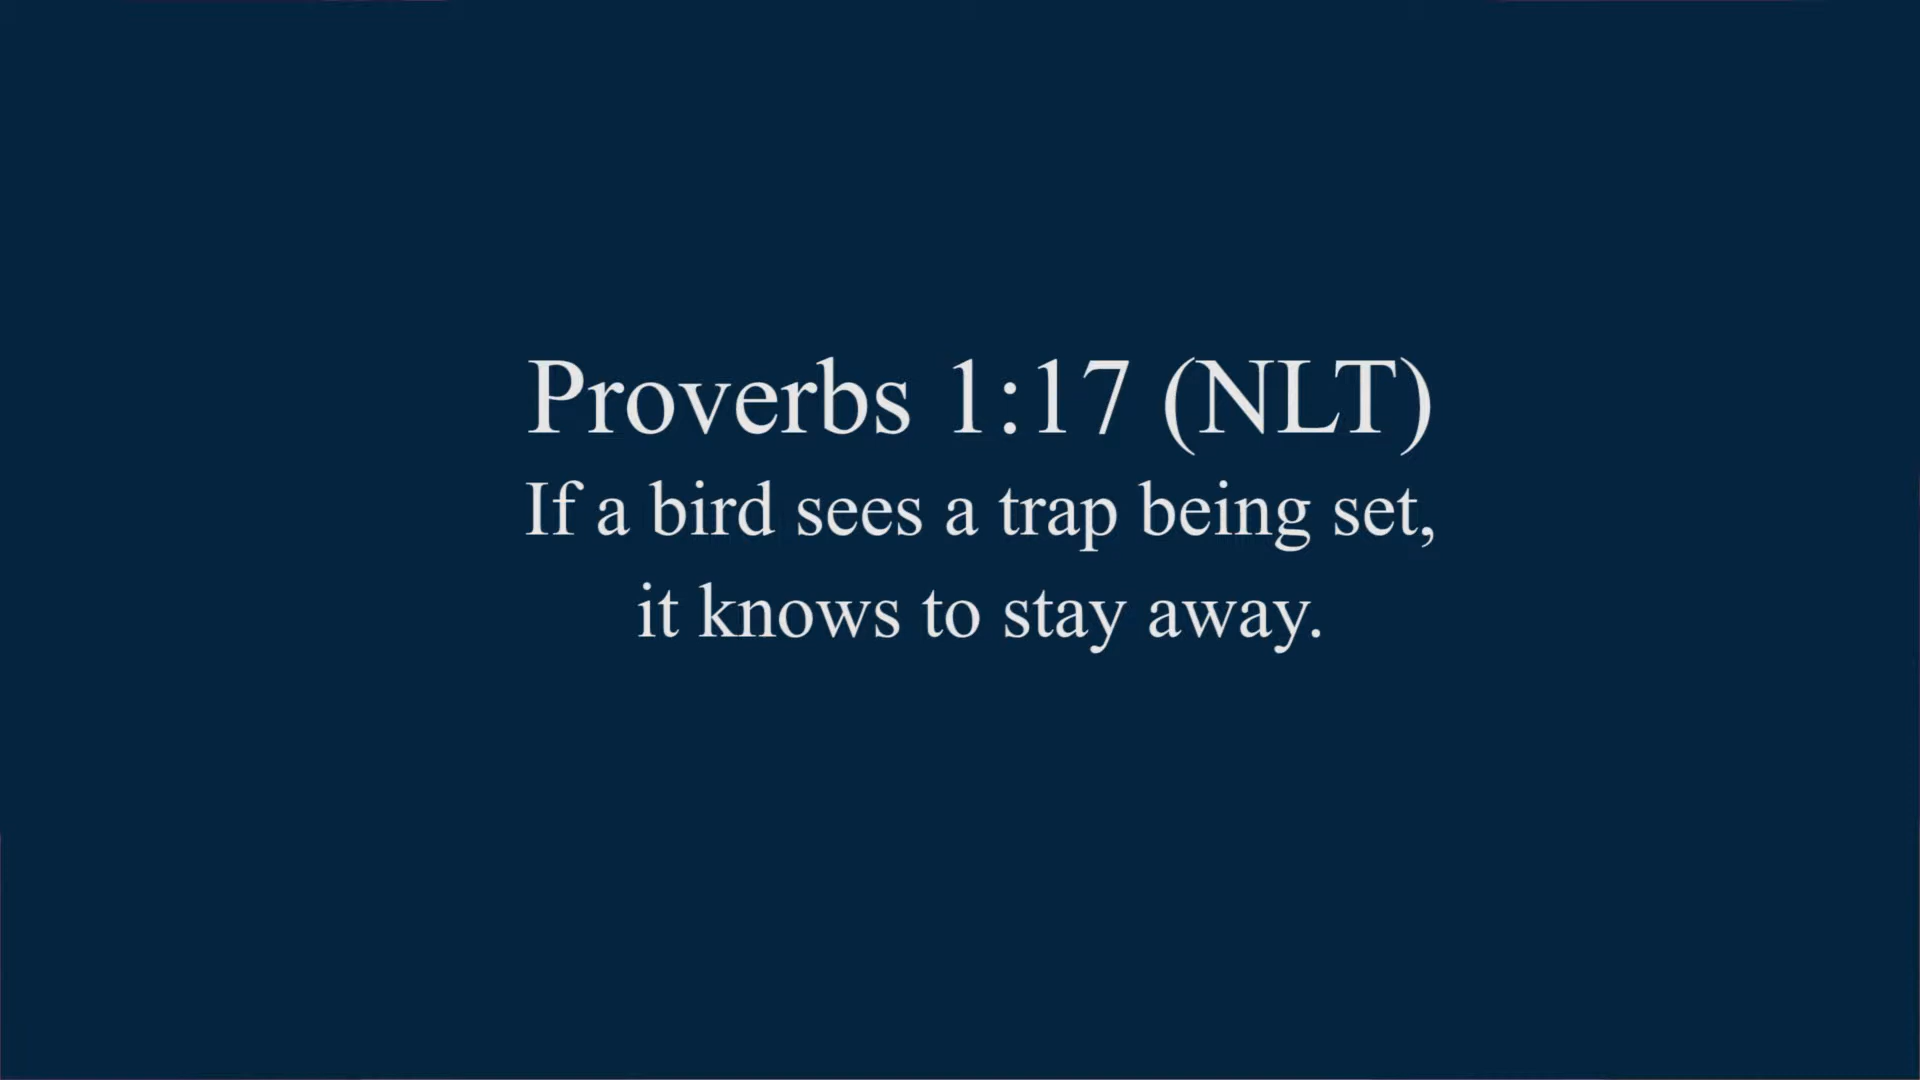 Proverbs 1:17 (NLT)
If a bird sees a trap being set,
it knows to stay away.